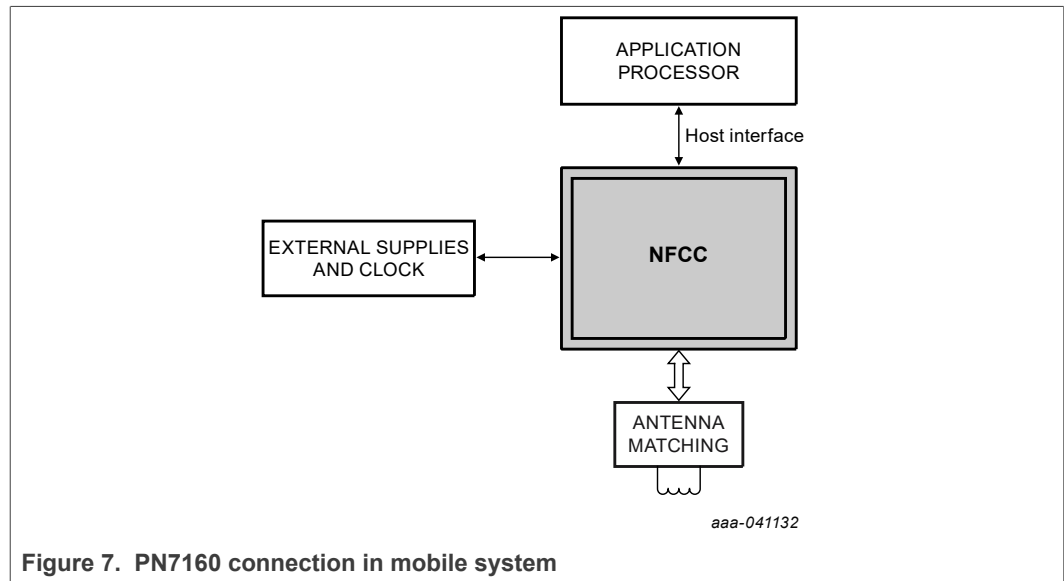 APPLICATION
PROCESSOR
Host interface
EXTERNAL SUPPLIES
AND CLOCK
NFCC
ANTENNA
MATCHING
aaa-041132
Figure 7. PN7160 connection in mobile system